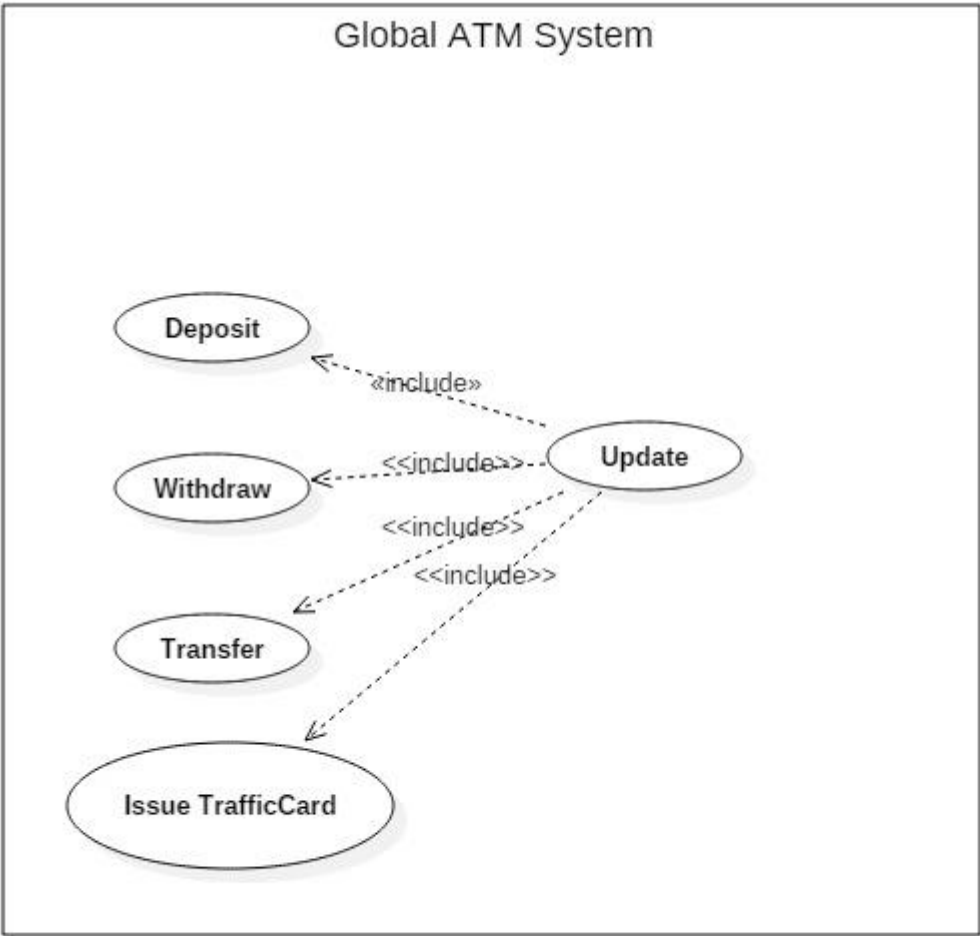 Global ATM System
Deposit
«include»
Withdraw
<<include>>
Update
<<include>>
<<include>>
Transfer
Issue TrafficCard